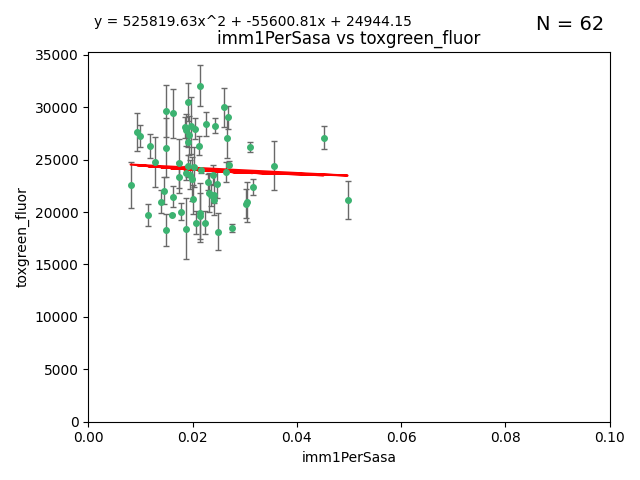 y = 525819.63x^2 + -55600.81x + 24944.15
N = 62
imm1PerSasa vs toxgreen_fluor
35000
30000
25000
20000
15000
10000
5000
0
toxgreen_fluor
0.00 0.02 0.04 0.06 0.08 0.10
imm1PerSasa